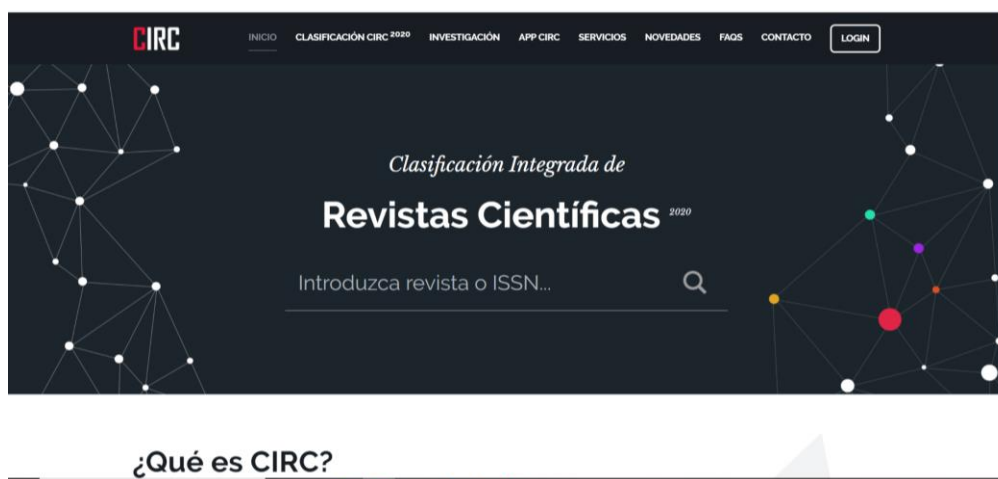 CIRC INICIO CLASIFICACIÓN CIRC 2020 INVESTIGACIÓN APP CIRC SERVICIOS NOVEDADES FAQS CONTACTO LOGIN
Clasificación Integrada de
Revistas Científicas 2020
Introduzca revista o ISSN...
¿Qué es CIRC?